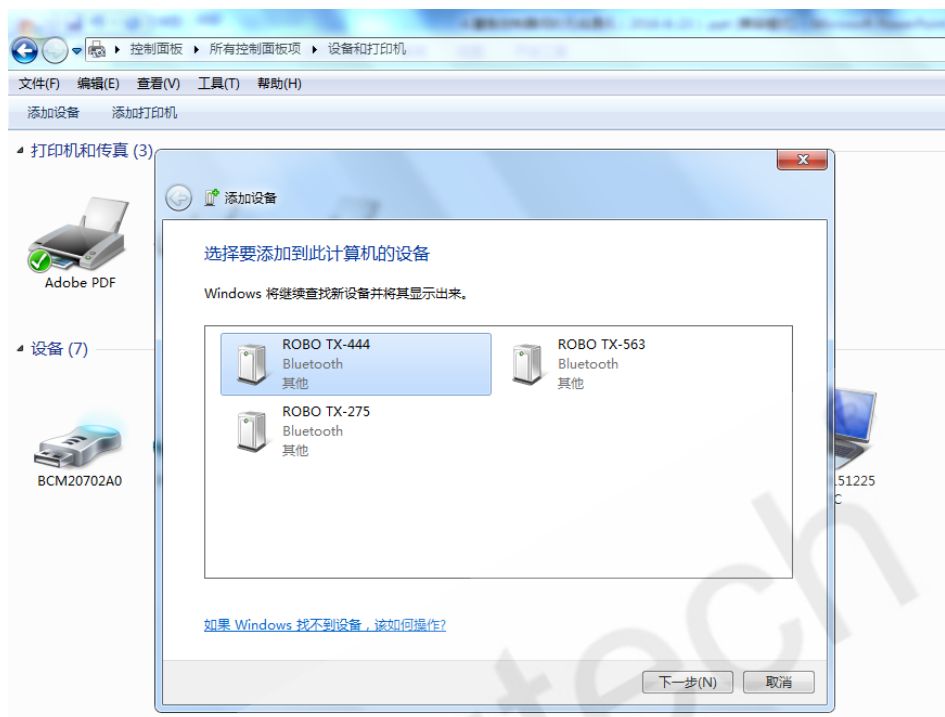 控制面板 ▸ 所有控制面板项 ▸ 设备和打印机
文件(F) 编辑(E) 查看(V) 工具(T) 帮助(H)
添加设备 添加打印机
打印机和传真 (3)
添加设备
选择要添加到此计算机的设备
Adobe PDF
Windows 将继续查找新设备并将其显示出来。
设备 (7)
ROBO TX-444
Bluetooth
其他
ROBO TX-563
Bluetooth
其他
ROBO TX-275
Bluetooth
其他
BCM20702A0
51225
C
如果 Windows 找不到设备，该如何操作?
下一步(N) 取消
tech